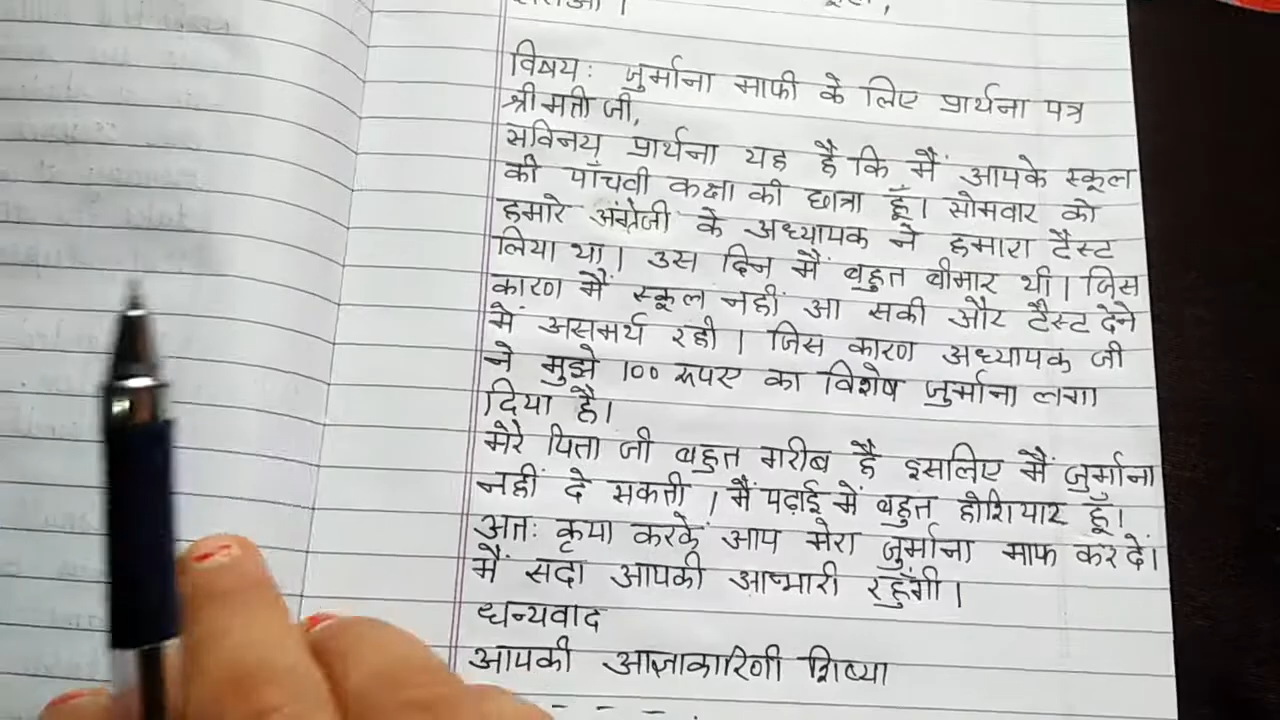 विषय: जुर्माना माफी के लिए प्रार्थना पत्र
श्रीमती जी,
सविनय प्रार्थना यह है कि मैं आपके स्कूल
की पाँचवी कक्षा की छात्रा हूँ। सोमवार को
हमारे अंग्रेजी के अध्यापक ने हमारा टैस्ट
लिया था। उस दिन मैं बहुत बीमार थी। जिस
कारण मैं स्कूल नहीं आ सकी और टैस्ट देने
में असमर्थ रही। जिस कारण अध्यापक जी
ने मुझे 100 रूपए का विशेष जुर्माना लगा
दिया है।
मेरे पिता जी बहुत गरीब है इसलिए मैं जुर्माना
नहीं दे सकती। मैं पढ़ाई में बहुत होशियार हूँ।
अतः कृपा करके आप मेरा जुर्माना माफ कर दें।
मैं सदा आपकी आभारी रहुँगी।
धन्यवाद
आपकी आज्ञाकारिणी शिष्या